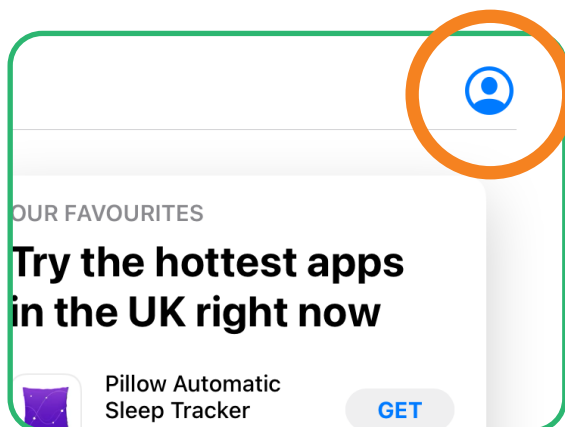 OUR FAVOURITES
Try the hottest apps
in the UK right now
Pillow Automatic
Sleep Tracker
GET